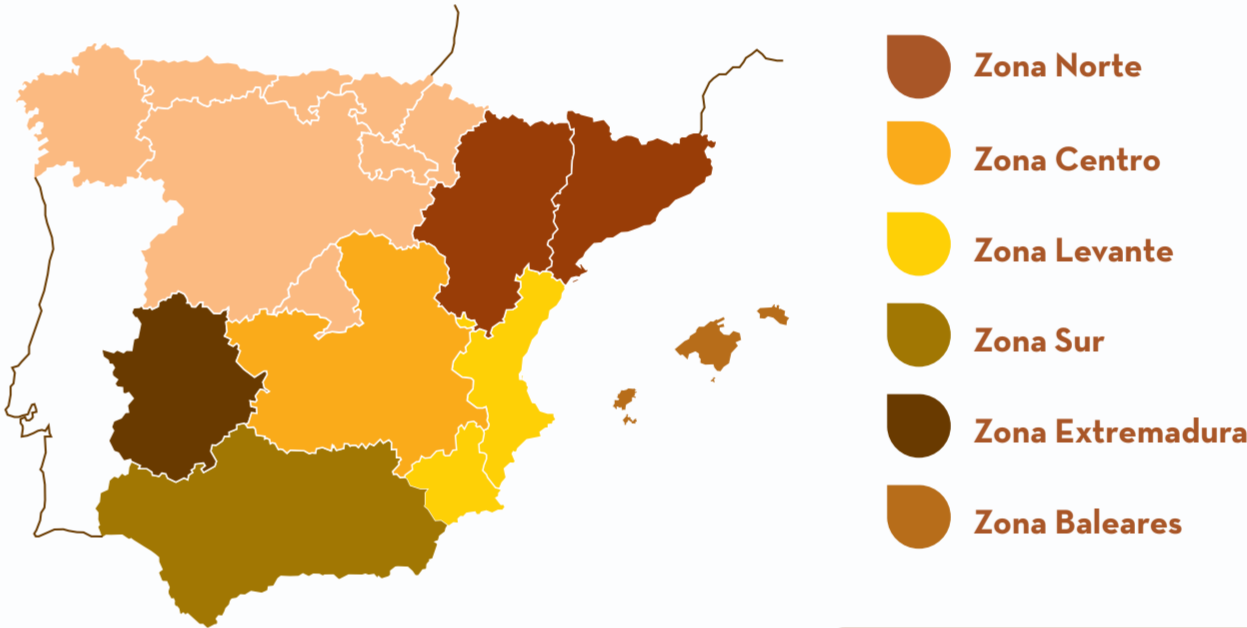 Zona Norte
Zona Centro
Zona Levante
Zona Sur
Zona Extremadura
Zona Baleares